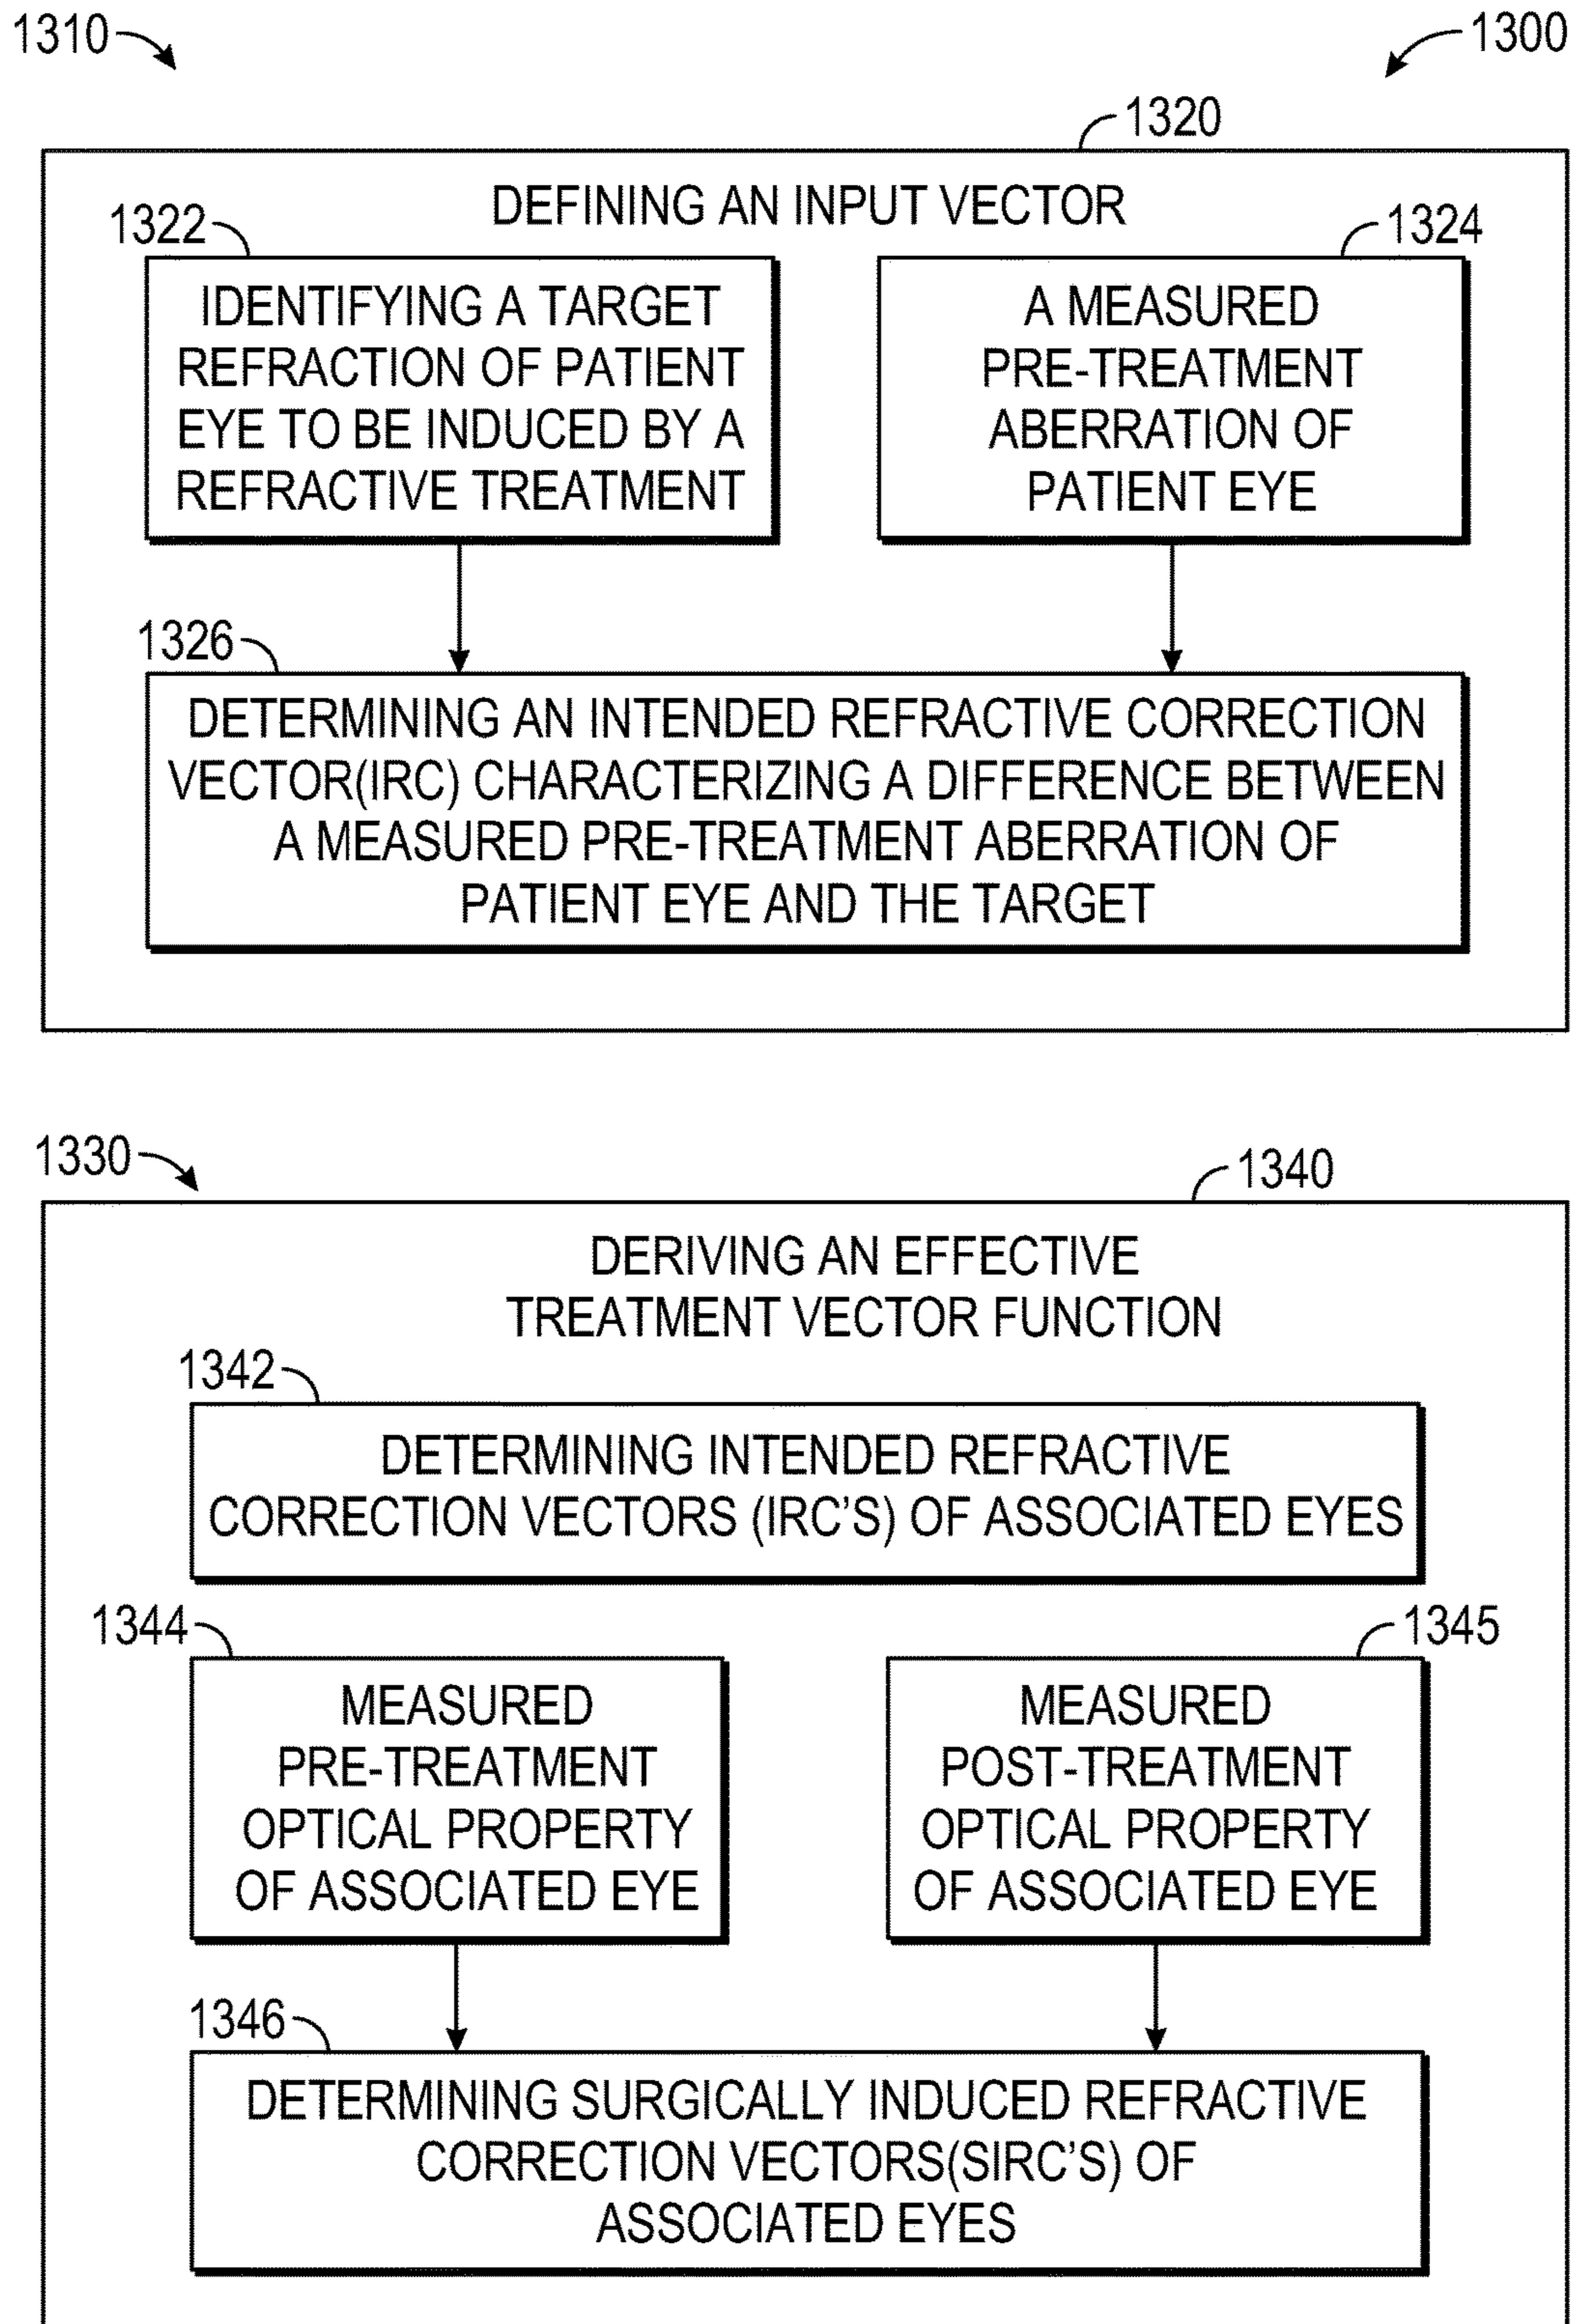 1310
1300
1320
DEFINING AN INPUT VECTOR
1322
1324
IDENTIFYING A TARGET
REFRACTION OF PATIENT
EYE TO BE INDUCED BY A
REFRACTIVE TREATMENT
A MEASURED
PRE-TREATMENT
ABERRATION OF
PATIENT EYE
1326
DETERMINING AN INTENDED REFRACTIVE CORRECTION
VECTOR(IRC) CHARACTERIZING A DIFFERENCE BETWEEN
A MEASURED PRE-TREATMENT ABERRATION OF
PATIENT EYE AND THE TARGET
1330
1340
DERIVING AN EFFECTIVE
TREATMENT VECTOR FUNCTION
1342
DETERMINING INTENDED REFRACTIVE
CORRECTION VECTORS (IRC'S) OF ASSOCIATED EYES
1344
1345
MEASURED
PRE-TREATMENT
OPTICAL PROPERTY
OF ASSOCIATED EYE
MEASURED
POST-TREATMENT
OPTICAL PROPERTY
OF ASSOCIATED EYE
1346
DETERMINING SURGICALLY INDUCED REFRACTIVE
CORRECTION VECTORS(SIRC'S) OF
ASSOCIATED EYES